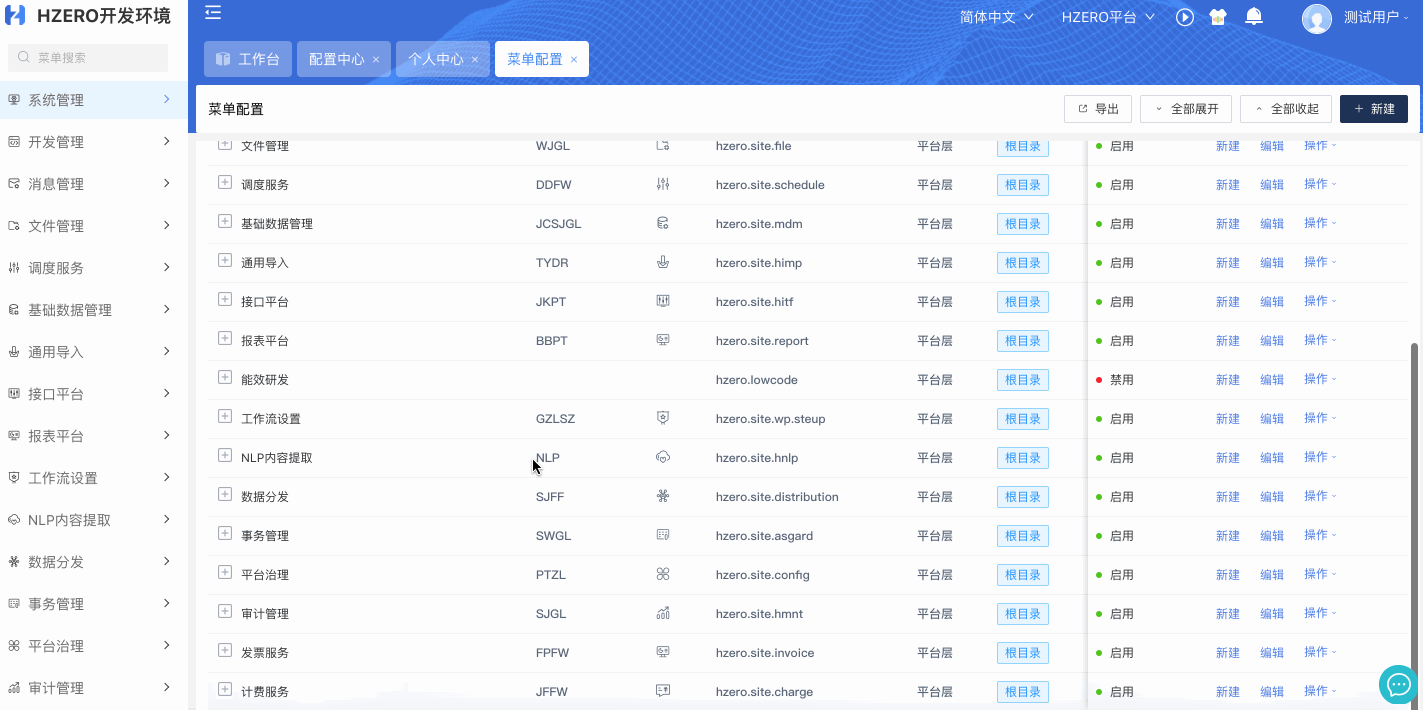 HZERO开发环境
简体中文
HZERO平台
测试用户
菜单搜索
工作台
配置中心 ×
个人中心 ×
菜单配置 ×
系统管理
开发管理
消息管理
文件管理
调度服务
基础数据管理
通用导入
接口平台
报表平台
工作流设置
NLP内容提取
数据分发
事务管理
平台治理
审计管理
菜单配置
导出
全部展开
全部收起
+ 新建
文件管理 WJGL hzero.site.file 平台层 根目录 启用 新建 编辑 操作
调度服务 DDFW hzero.site.schedule 平台层 根目录 启用 新建 编辑 操作
基础数据管理 JCSJGL hzero.site.mdm 平台层 根目录 启用 新建 编辑 操作
通用导入 TYDR hzero.site.himp 平台层 根目录 启用 新建 编辑 操作
接口平台 JKPT hzero.site.hitf 平台层 根目录 启用 新建 编辑 操作
报表平台 BBPT hzero.site.report 平台层 根目录 启用 新建 编辑 操作
能效研发 hzero.lowcode 平台层 根目录 禁用 新建 编辑 操作
工作流设置 GZLSZ hzero.site.wp.steup 平台层 根目录 启用 新建 编辑 操作
NLP内容提取 NLP hzero.site.hnlp 平台层 根目录 启用 新建 编辑 操作
数据分发 SJFF hzero.site.distribution 平台层 根目录 启用 新建 编辑 操作
事务管理 SWGL hzero.site.asgard 平台层 根目录 启用 新建 编辑 操作
平台治理 PTZL hzero.site.config 平台层 根目录 启用 新建 编辑 操作
审计管理 SJGL hzero.site.hmnt 平台层 根目录 启用 新建 编辑 操作
发票服务 FPFW hzero.site.invoice 平台层 根目录 启用 新建 编辑 操作
计费服务 JFFW hzero.site.charge 平台层 根目录 启用 新建 编辑 操作